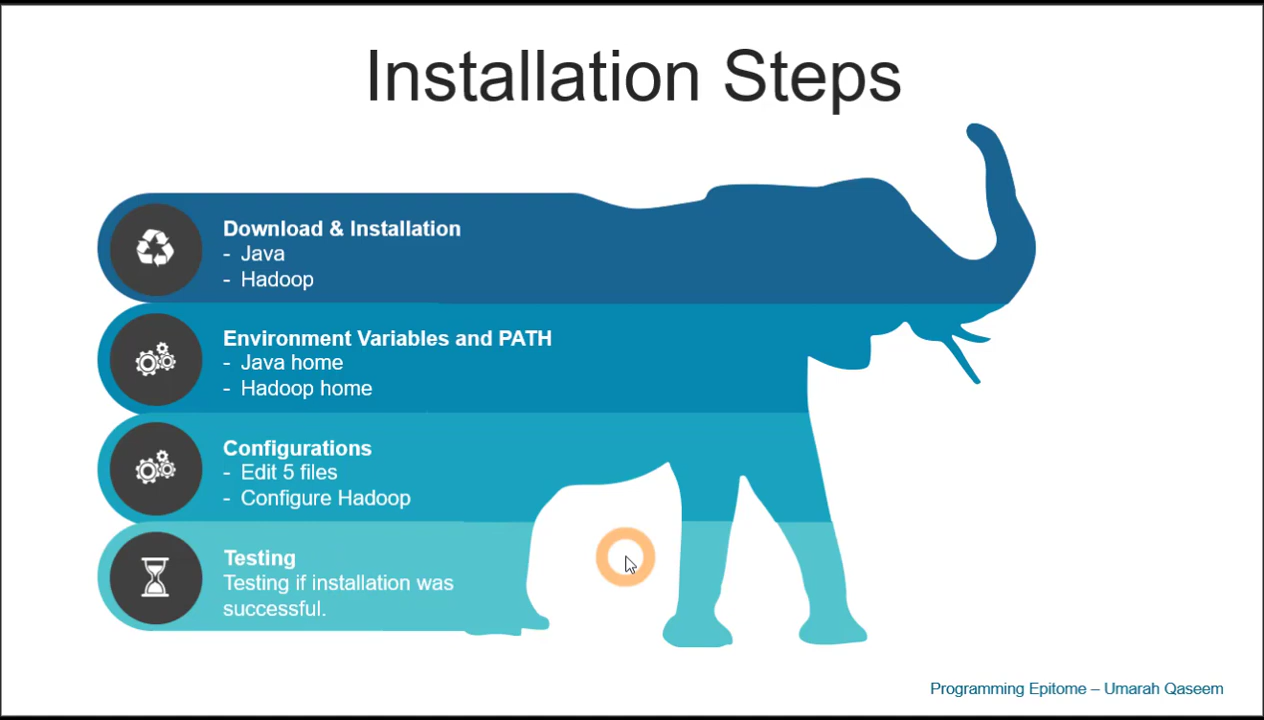 Installation Steps
Download & Installation
- Java
- Hadoop
Environment Variables and PATH
- Java home
- Hadoop home
Configurations
- Edit 5 files
- Configure Hadoop
Testing
Testing if installation was
successful.
Programming Epitome – Umarah Qaseem